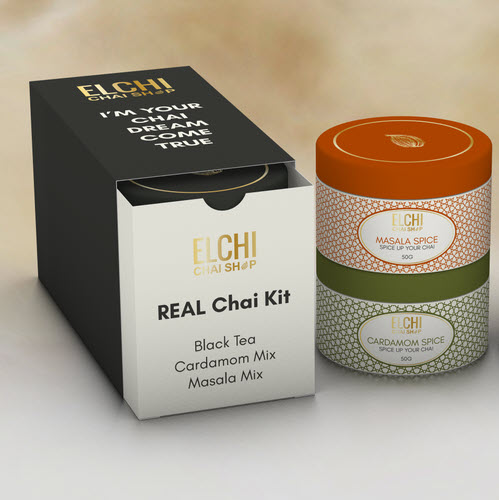 ELCHI
CHAI SHOP
I'M YOUR
CHAI
DREAM
COME
TRUE
ELCHI
CHAI SHOP
REAL Chai Kit
Black Tea
Cardamom Mix
Masala Mix
ELCHI
CHAI SHOP
MASALA SPICE
SPICE UP YOUR CHAI
50G
ELCHI
CHAI SHOP
CARDAMOM SPICE
SPICE UP YOUR CHAI
50G